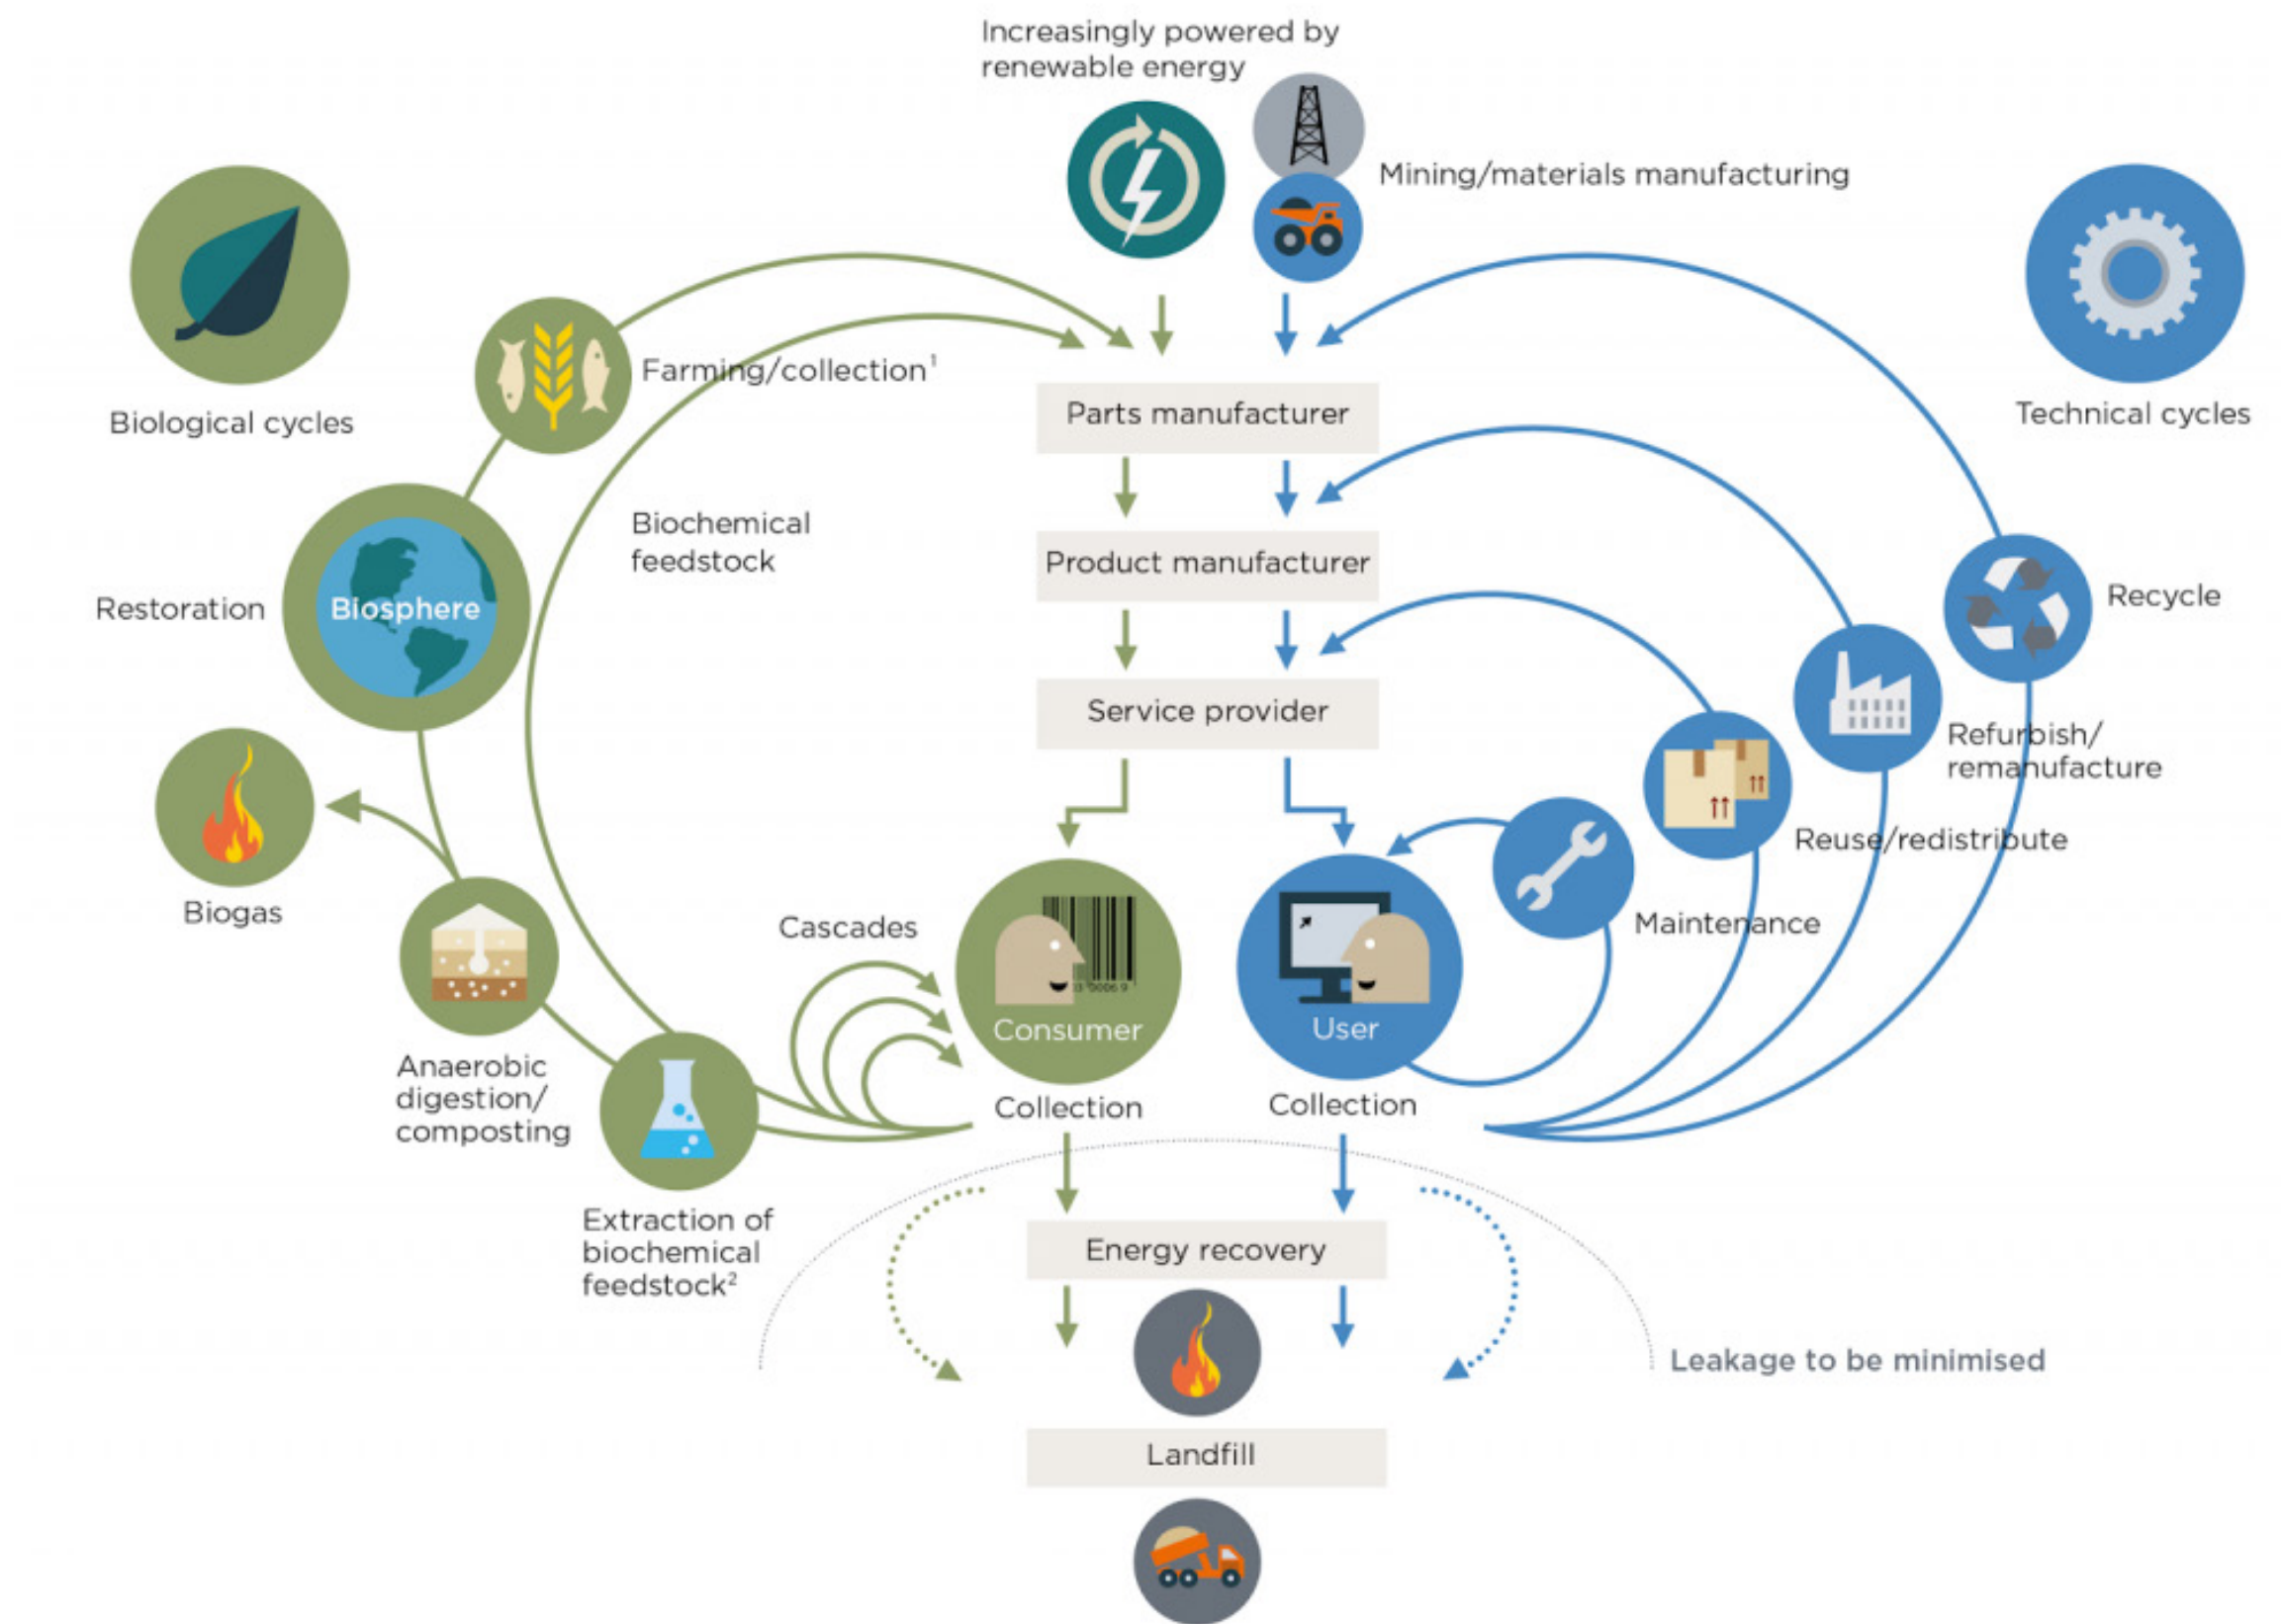 Increasingly powered by
renewable energy
Mining/materials manufacturing
Biological cycles
Technical cycles
Farming/collection¹
Parts manufacturer
Biochemical
feedstock
Product manufacturer
Restoration
Biosphere
Recycle
Service provider
Refurbish/
remanufacture
Reuse/redistribute
Biogas
Cascades
Maintenance
Consumer
User
Anaerobic
digestion/
composting
Collection
Collection
Extraction of
biochemical
feedstock²
Energy recovery
Leakage to be minimised
Landfill